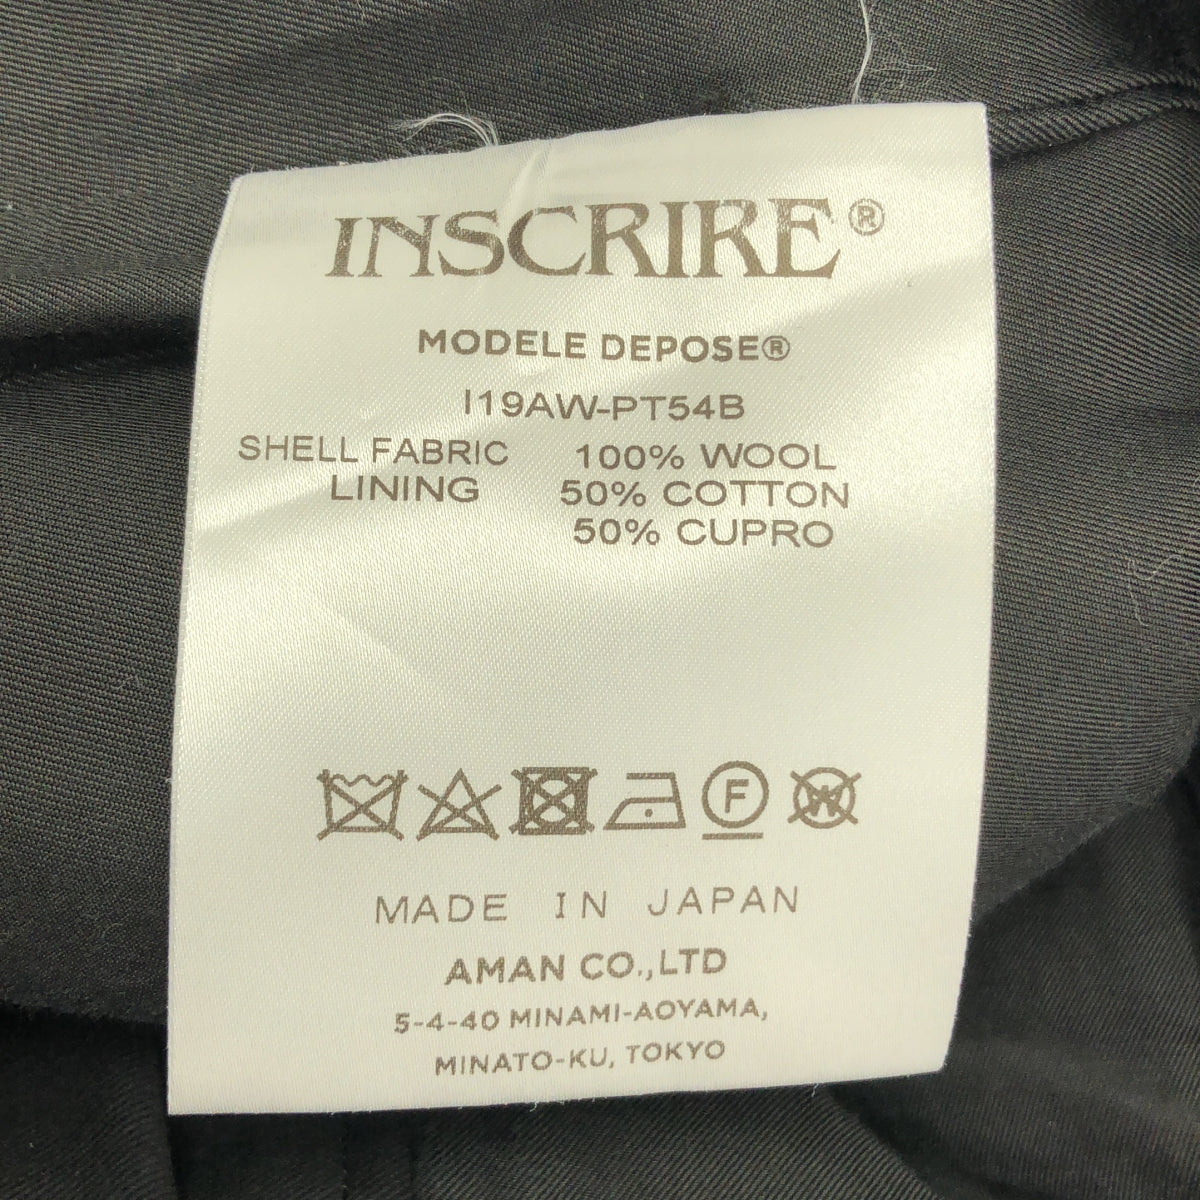 INSCRIRE®
MODELE DEPOSE®
I19AW-PT54B
SHELL FABRIC 100% WOOL
LINING 50% COTTON
50% CUPRO
F W
MADE IN JAPAN
AMAN CO.,LTD
5-4-40 MINAMI-AOYAMA,
MINATO-KU, TOKYO